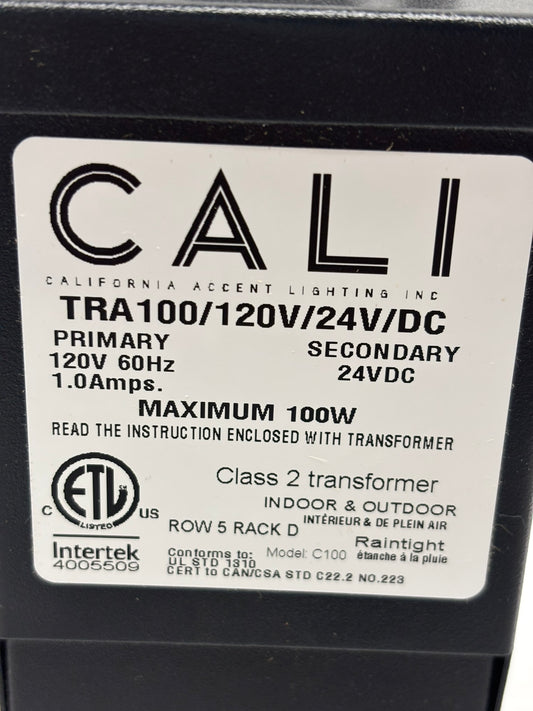 CALI
CALIFORNIA ACCENT LIGHTING INC
TRA100/120V/24V/DC
PRIMARY
120V 60Hz
1.0Amps.
SECONDARY
24VDC
MAXIMUM 100W
READ THE INSTRUCTION ENCLOSED WITH TRANSFORMER
C ETL US
LISTED
Intertek
4005509
Class 2 transformer
INDOOR & OUTDOOR
INTÉRIEUR & DE PLEIN AIR
ROW 5 RACK D
Raintight
étanche à la pluie
Conforms to: Model: C100
UL STD 1310
CERT to CAN/CSA STD C22.2 NO.223